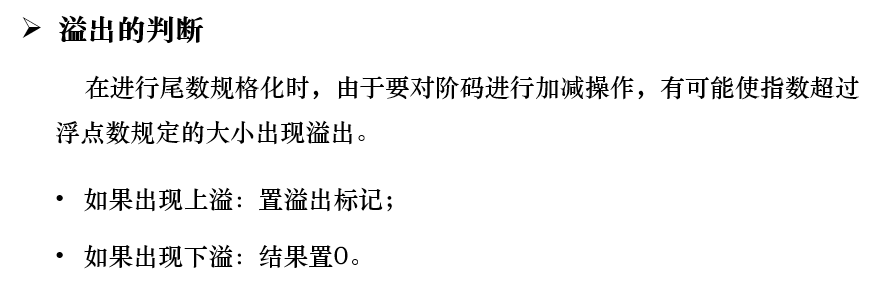 ➢ 溢出的判断
在进行尾数规格化时，由于要对阶码进行加减操作，有可能使指数超过
浮点数规定的大小出现溢出。
• 如果出现上溢：置溢出标记；
• 如果出现下溢：结果置0。